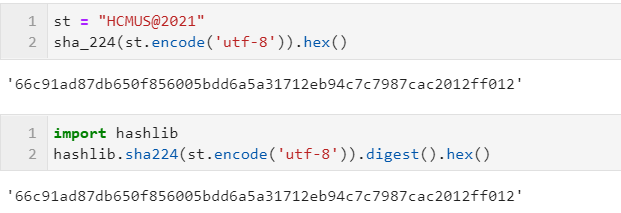 1 st = "HCMUS@2021"
2 sha_224(st.encode('utf-8')).hex()
'66c91ad87db650f856005bdd6a5a31712eb94c7c7987cac2012ff012'
1 import hashlib
2 hashlib.sha224(st.encode('utf-8')).digest().hex()
'66c91ad87db650f856005bdd6a5a31712eb94c7c7987cac2012ff012'